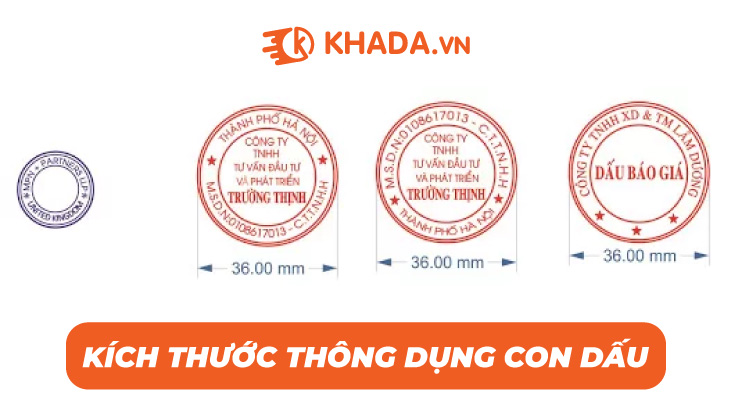 KHADA.VN
MPN + PARTNERS LLP
★ UNITED KINGDOM ★
THÀNH PHỐ HÀ NỘI
CÔNG TY
TNHH
TƯ VẤN ĐẦU TƯ
VÀ PHÁT TRIỂN
TRƯỜNG THỊNH
★ M.S.D.N:0108617013 - C.T.T.N.H.H ★
36.00 mm
M.S.D.N:0108617013 - C.T.T.N.H.H
CÔNG TY
TNHH
TƯ VẤN ĐẦU TƯ
VÀ PHÁT TRIỂN
TRƯỜNG THỊNH
★ THÀNH PHỐ HÀ NỘI ★
36.00 mm
CÔNG TY TNHH XD & TM LÂM DƯƠNG
DẤU BÁO GIÁ
★ ★ ★
36.00 mm
KÍCH THƯỚC THÔNG DỤNG CON DẤU